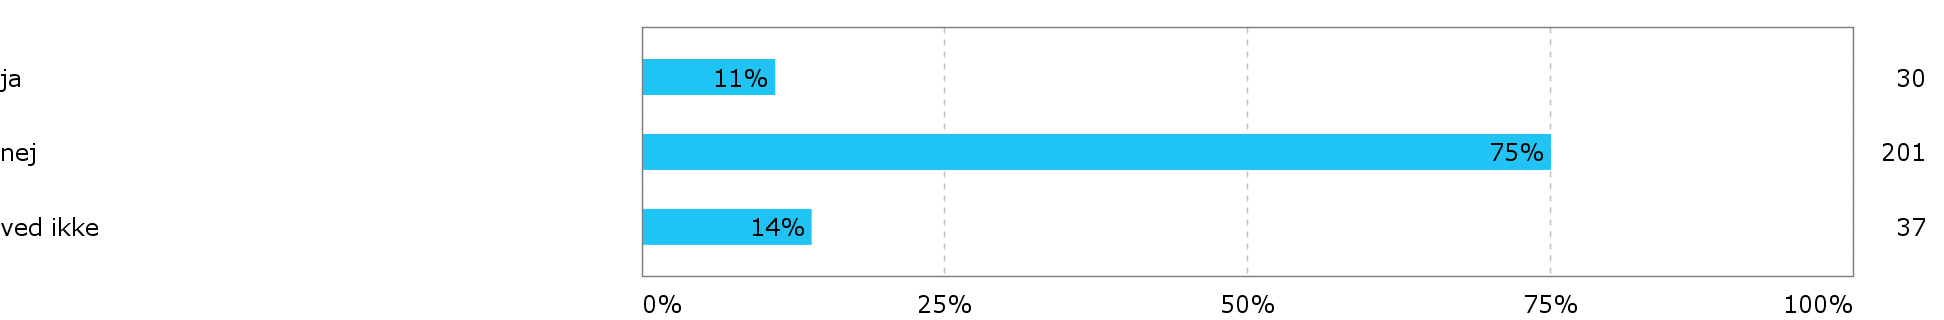 ja 11% 30
nej 75% 201
ved ikke 14% 37
0% 25% 50% 75% 100%